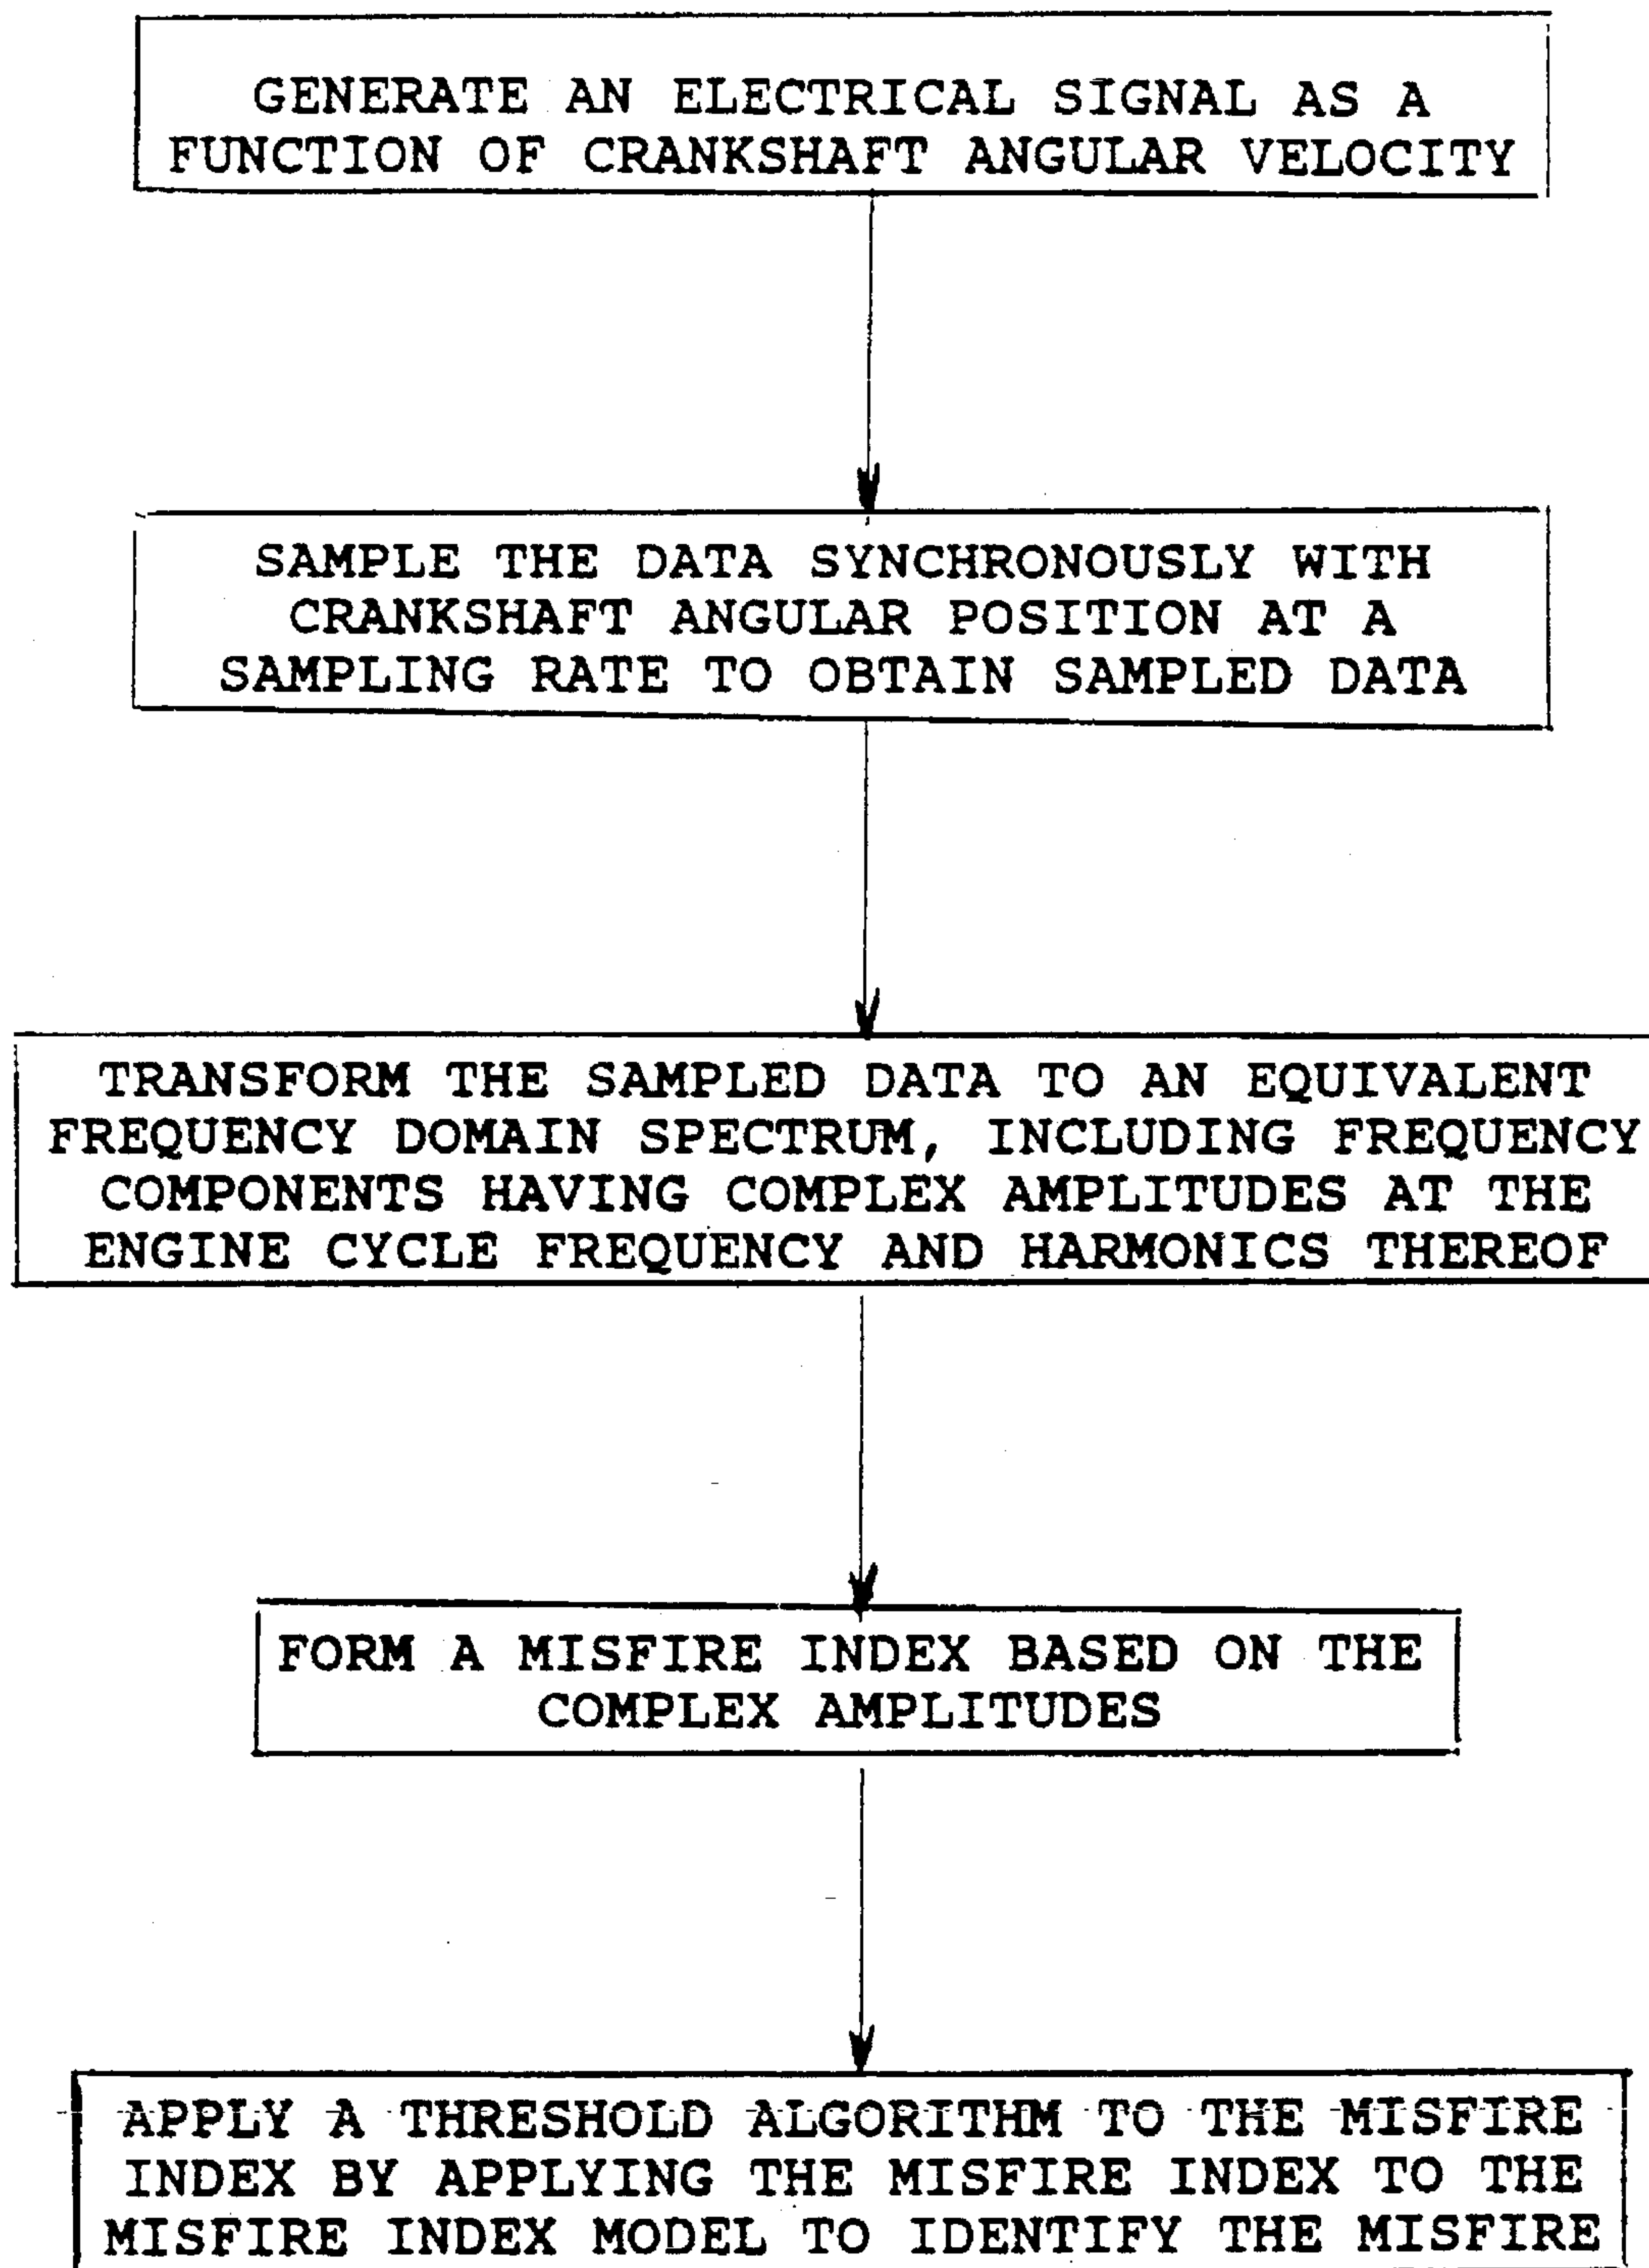 GENERATE AN ELECTRICAL SIGNAL AS A
FUNCTION OF CRANKSHAFT ANGULAR VELOCITY
SAMPLE THE DATA SYNCHRONOUSLY WITH
CRANKSHAFT ANGULAR POSITION AT A
SAMPLING RATE TO OBTAIN SAMPLED DATA
TRANSFORM THE SAMPLED DATA TO AN EQUIVALENT
FREQUENCY DOMAIN SPECTRUM, INCLUDING FREQUENCY
COMPONENTS HAVING COMPLEX AMPLITUDES AT THE
ENGINE CYCLE FREQUENCY AND HARMONICS THEREOF
FORM A MISFIRE INDEX BASED ON THE
COMPLEX AMPLITUDES
APPLY A THRESHOLD ALGORITHM TO THE MISFIRE
INDEX BY APPLYING THE MISFIRE INDEX TO THE
MISFIRE INDEX MODEL TO IDENTIFY THE MISFIRE